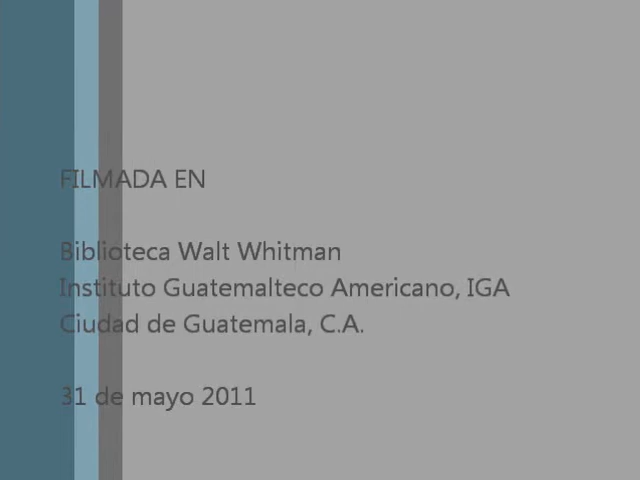 FILMADA EN
Biblioteca Walt Whitman
Instituto Guatemalteco Americano, IGA
Ciudad de Guatemala, C.A.
31 de mayo 2011